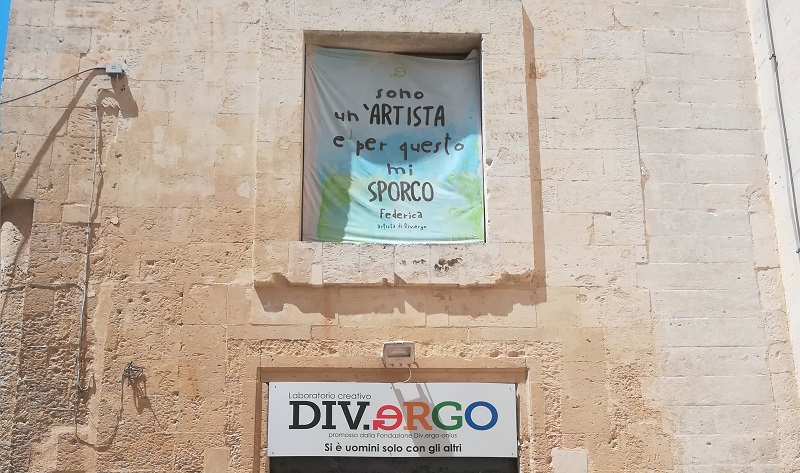 sono
un'ARTISTA
e per questo
mi
SPORCO
Federica
artista di Div.ergo
Laboratorio creativo
DIV.eRGO
promosso dalla Fondazione Div.ergo-onlus
Si è uomini solo con gli altri